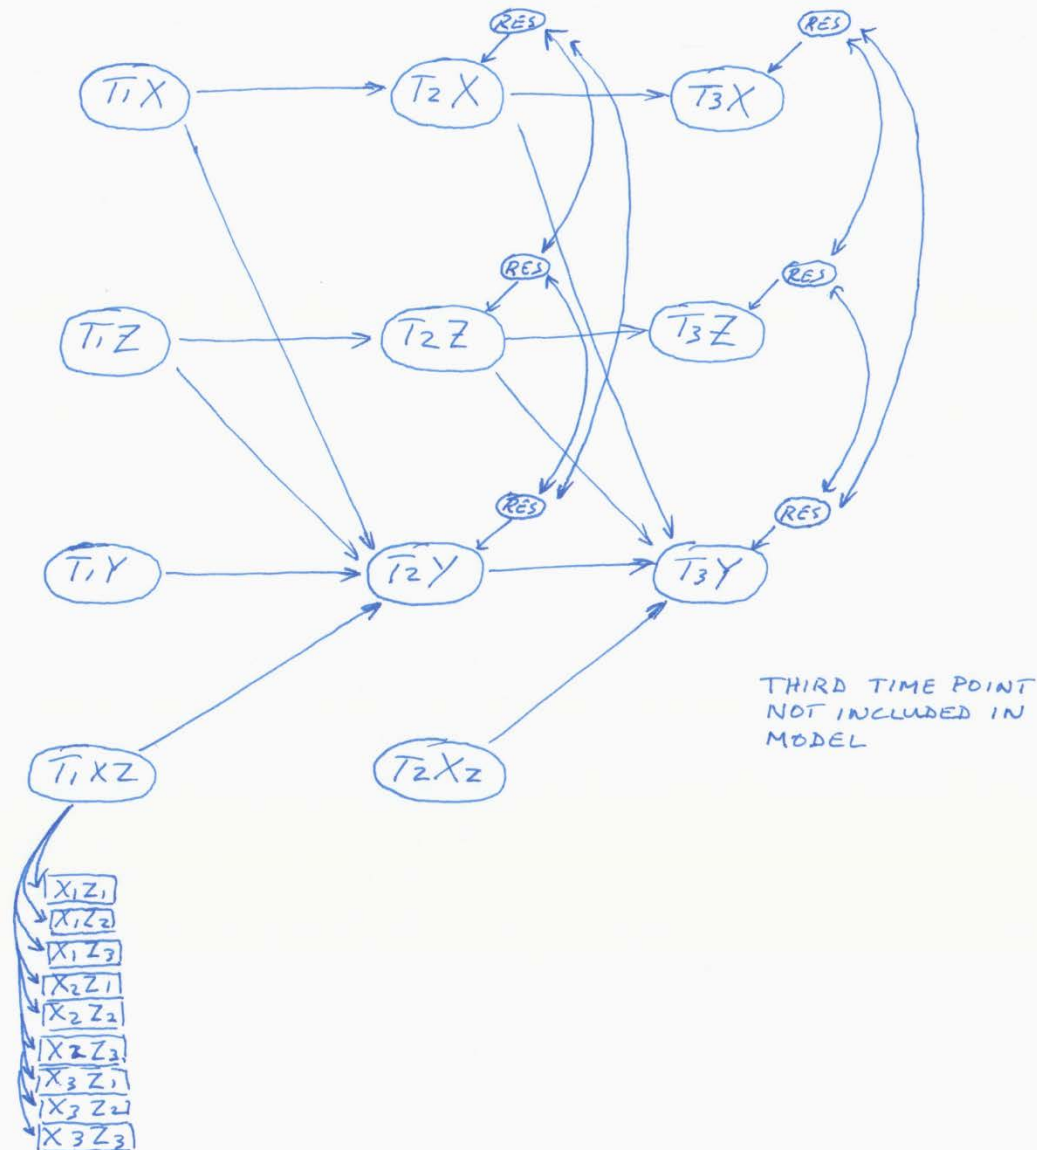 RES
RES
T1X
T2X
T3X
RES
RES
T1Z
T2Z
T3Z
RES
RES
T1Y
T2Y
T3Y
THIRD TIME POINT
NOT INCLUDED IN
MODEL
T1XZ
T2XZ
X1Z1
X1Z2
X1Z3
X2Z1
X2Z2
X2Z3
X3Z1
X3Z2
X3Z3